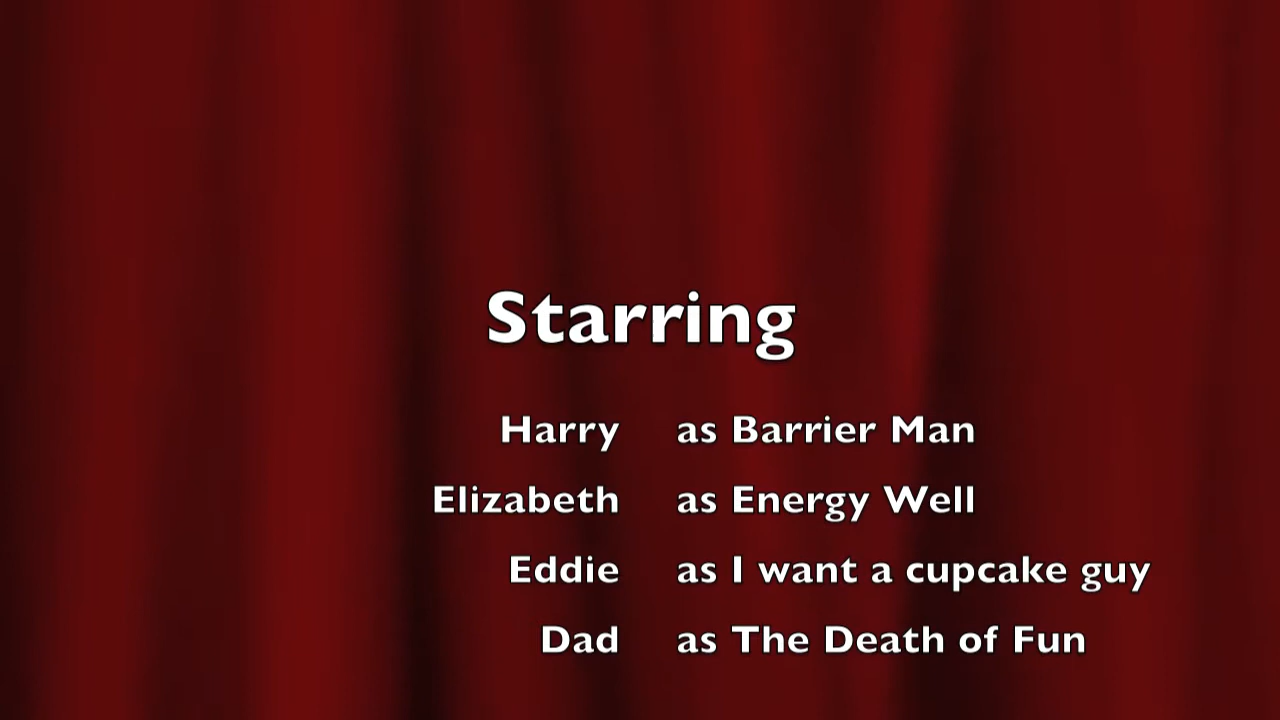 Starring
Harry as Barrier Man
Elizabeth as Energy Well
Eddie as I want a cupcake guy
Dad as The Death of Fun